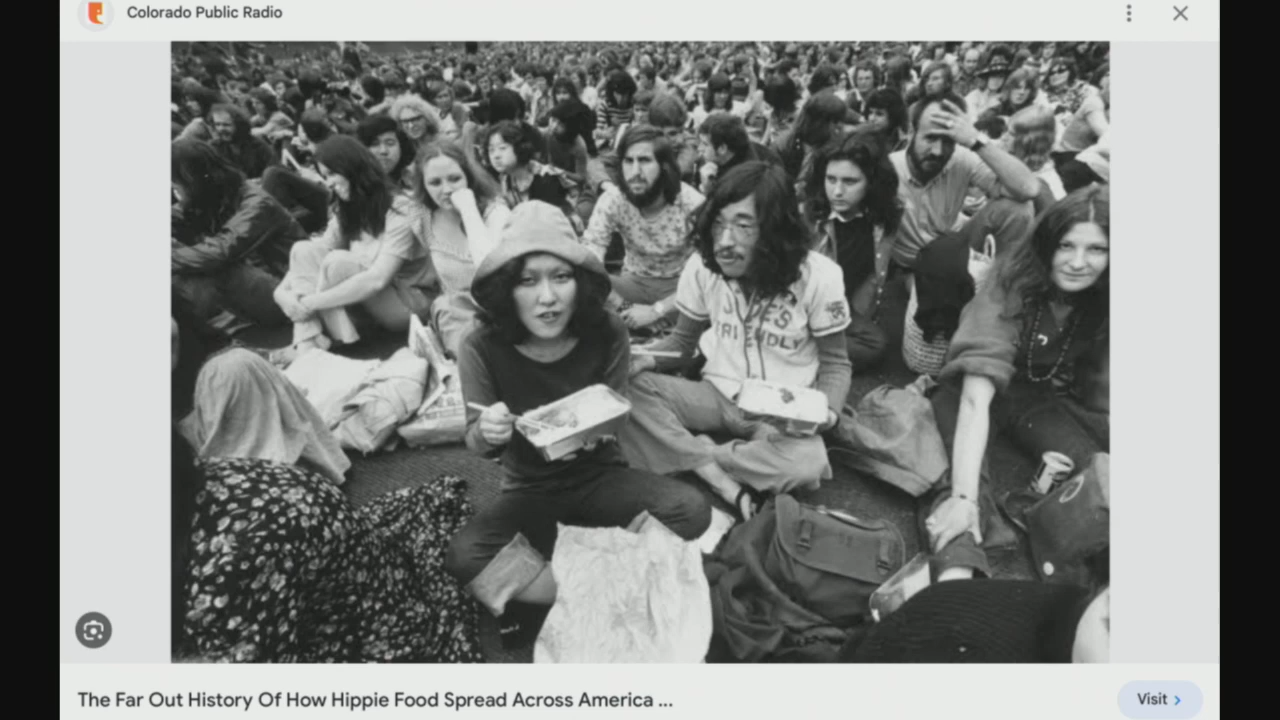 Colorado Public Radio
JOE'S
FRIENDLY
The Far Out History Of How Hippie Food Spread Across America ...
Visit